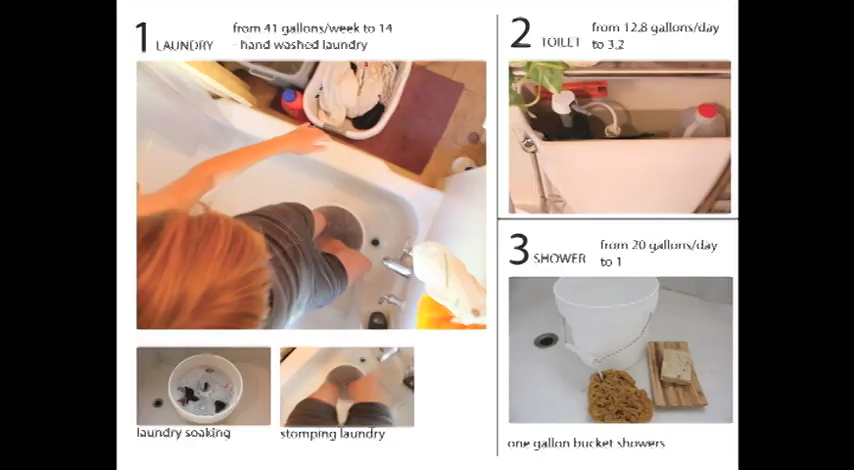 1 LAUNDRY
from 41 gallons/week to 14
- hand washed laundry
laundry soaking
stomping laundry
2 TOILET
from 12.8 gallons/day
to 3.2
3 SHOWER
from 20 gallons/day
to 1
one gallon bucket showers